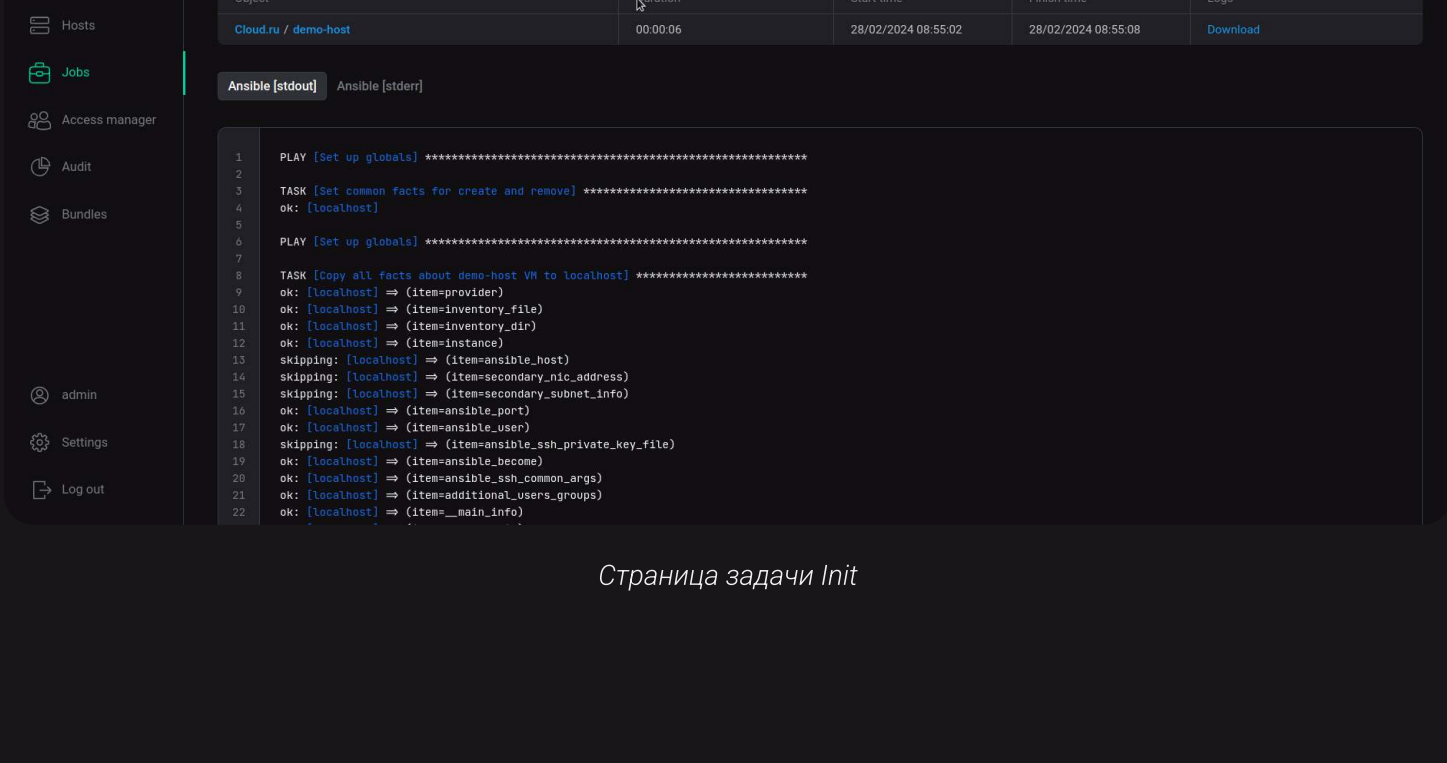 Hosts
Jobs
Access manager
Audit
Bundles
admin
Settings
Log out
Object Duration Start time Finish time Logs
Cloud.ru / demo-host 00:00:06 28/02/2024 08:55:02 28/02/2024 08:55:08 Download
Ansible [stdout] Ansible [stderr]
1 PLAY [Set up globals] **********************************************************
2
3 TASK [Set common facts for create and remove] **********************************
4 ok: [localhost]
5
6 PLAY [Set up globals] **********************************************************
7
8 TASK [Copy all facts about demo-host VM to localhost] **************************
9 ok: [localhost] => (item=provider)
10 ok: [localhost] => (item=inventory_file)
11 ok: [localhost] => (item=inventory_dir)
12 ok: [localhost] => (item=instance)
13 skipping: [localhost] => (item=ansible_host)
14 skipping: [localhost] => (item=secondary_nic_address)
15 skipping: [localhost] => (item=secondary_subnet_info)
16 ok: [localhost] => (item=ansible_port)
17 ok: [localhost] => (item=ansible_user)
18 skipping: [localhost] => (item=ansible_ssh_private_key_file)
19 ok: [localhost] => (item=ansible_become)
20 ok: [localhost] => (item=ansible_ssh_common_args)
21 ok: [localhost] => (item=additional_users_groups)
22 ok: [localhost] => (item=__main_info)
Страница задачи Init